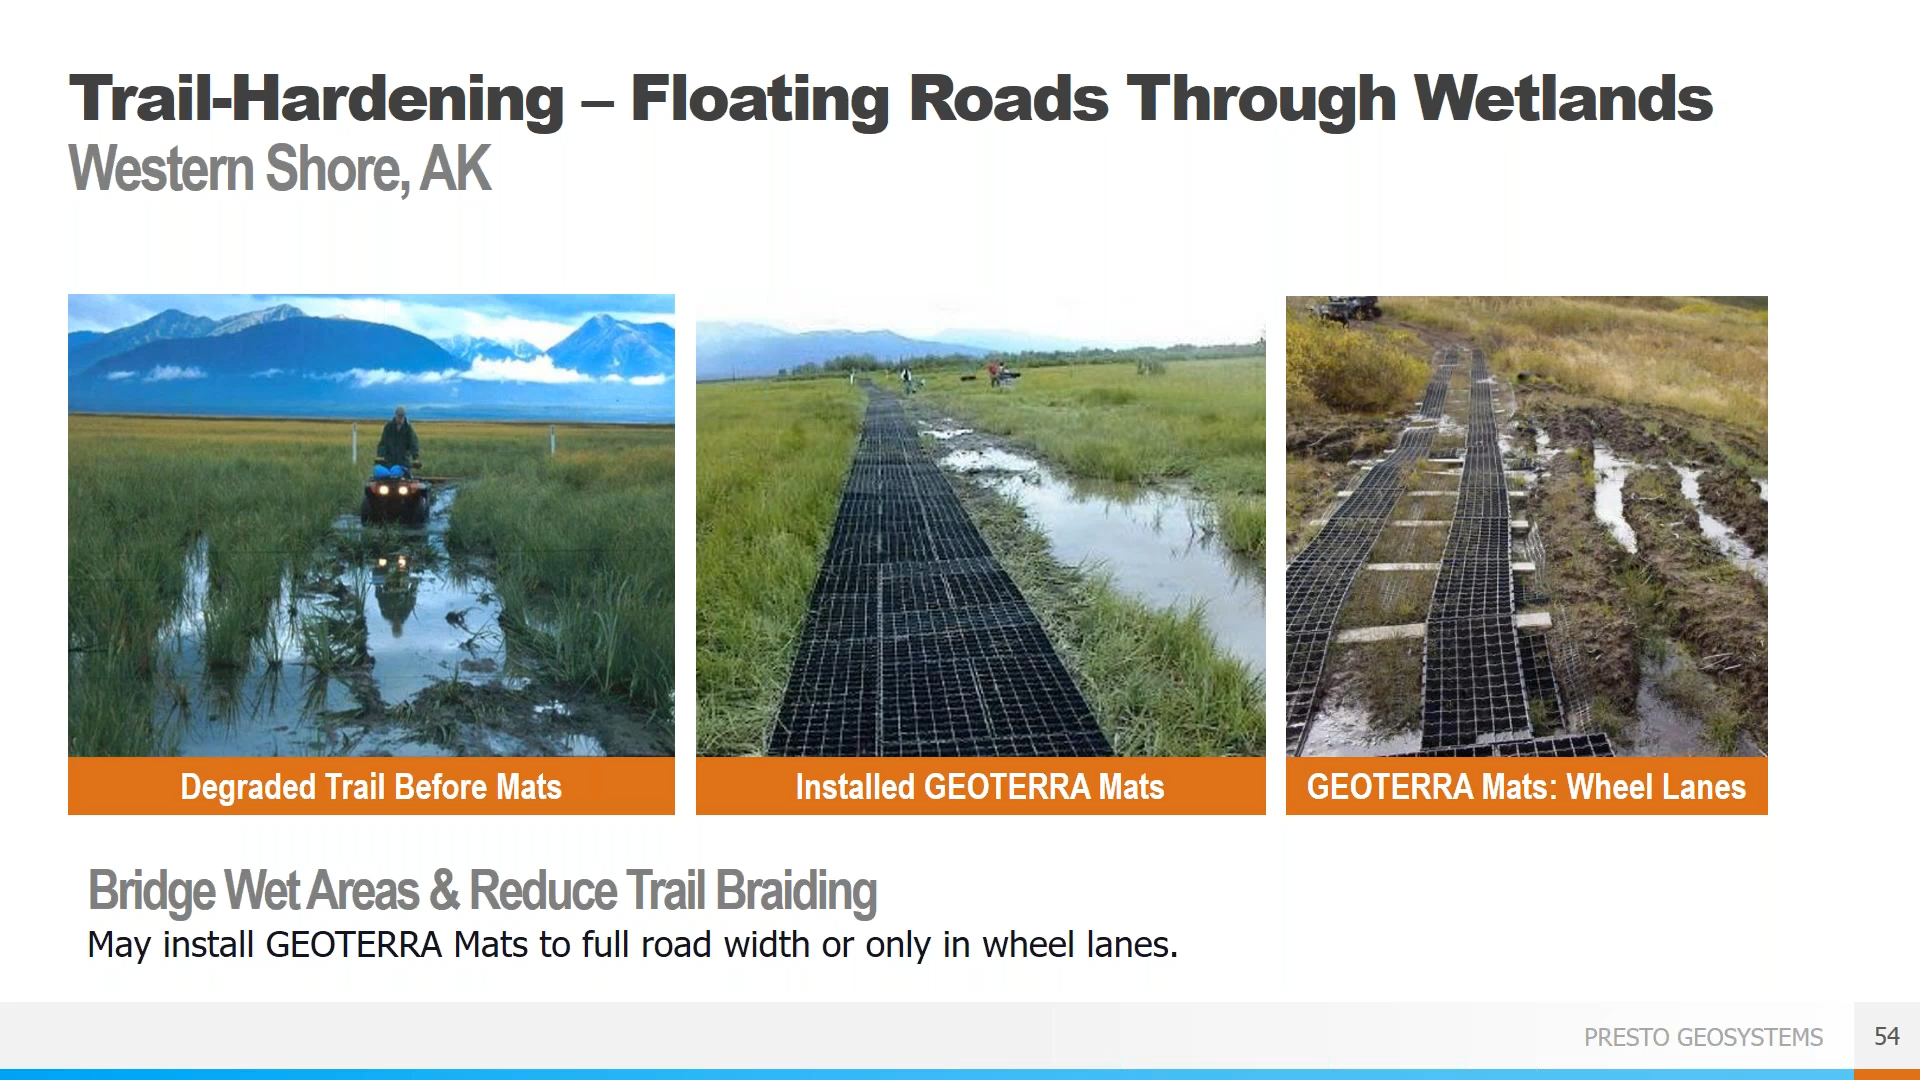 Trail-Hardening – Floating Roads Through Wetlands
Western Shore, AK
Degraded Trail Before Mats
Installed GEOTERRA Mats
GEOTERRA Mats: Wheel Lanes
Bridge Wet Areas & Reduce Trail Braiding
May install GEOTERRA Mats to full road width or only in wheel lanes.
PRESTO GEOSYSTEMS
54